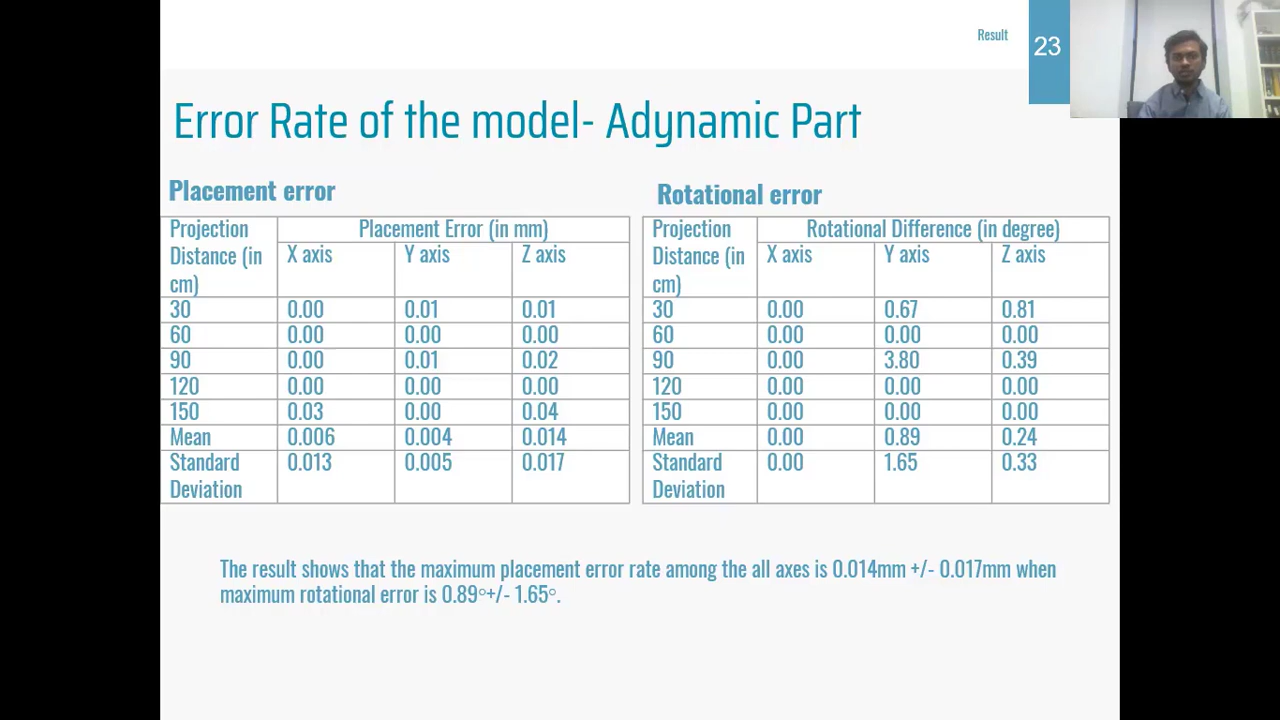 Result
23
Error Rate of the model- Adynamic Part
Placement error
Projection Distance (in cm) Placement Error (in mm)
X axis Y axis Z axis
30 0.00 0.01 0.01
60 0.00 0.00 0.00
90 0.00 0.01 0.02
120 0.00 0.00 0.00
150 0.03 0.00 0.04
Mean 0.006 0.004 0.014
Standard Deviation 0.013 0.005 0.017
Rotational error
Projection Distance (in cm) Rotational Difference (in degree)
X axis Y axis Z axis
30 0.00 0.67 0.81
60 0.00 0.00 0.00
90 0.00 3.80 0.39
120 0.00 0.00 0.00
150 0.00 0.00 0.00
Mean 0.00 0.89 0.24
Standard Deviation 0.00 1.65 0.33
The result shows that the maximum placement error rate among the all axes is 0.014mm +/- 0.017mm when
maximum rotational error is 0.89°+/- 1.65°.